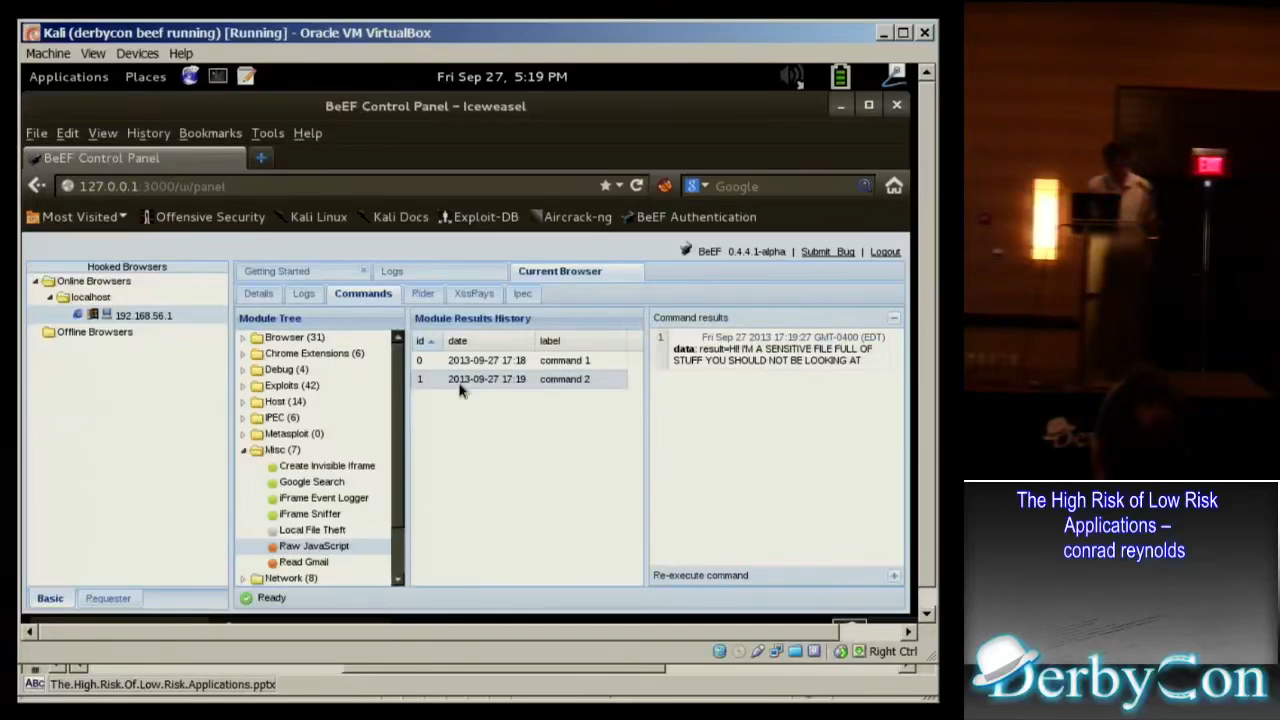 Kali (derbycon beef running) [Running] - Oracle VM VirtualBox
Machine View Devices Help
Applications Places Fri Sep 27, 5:19 PM
BeEF Control Panel - Iceweasel
File Edit View History Bookmarks Tools Help
BeEF Control Panel
127.0.0.1:3000/ui/panel Google
Most Visited Offensive Security Kali Linux Kali Docs Exploit-DB Aircrack-ng BeEF Authentication
BeEF 0.4.4.1-alpha | Submit Bug | Logout
Hooked Browsers
Online Browsers
localhost
192.168.56.1
Offline Browsers
Basic Requester
Getting Started Logs Current Browser
Details Logs Commands Rider XssRays Ipec
Module Tree
Browser (31)
Chrome Extensions (6)
Debug (4)
Exploits (42)
Host (14)
IPEC (6)
Metasploit (0)
Misc (7)
Create Invisible Iframe
Google Search
iFrame Event Logger
iFrame Sniffer
Local File Theft
Raw JavaScript
Read Gmail
Network (8)
Module Results History
id date label
0 2013-09-27 17:18 command 1
1 2013-09-27 17:19 command 2
Command results
1 Fri Sep 27 2013 17:19:27 GMT-0400 (EDT)
data: result=HI! I'M A SENSITIVE FILE FULL OF
STUFF YOU SHOULD NOT BE LOOKING AT
Re-execute command
Ready
Right Ctrl
ABC The.High.Risk.Of.Low.Risk.Applications.pptx
The High Risk of Low Risk
Applications –
conrad reynolds
DerbyCon